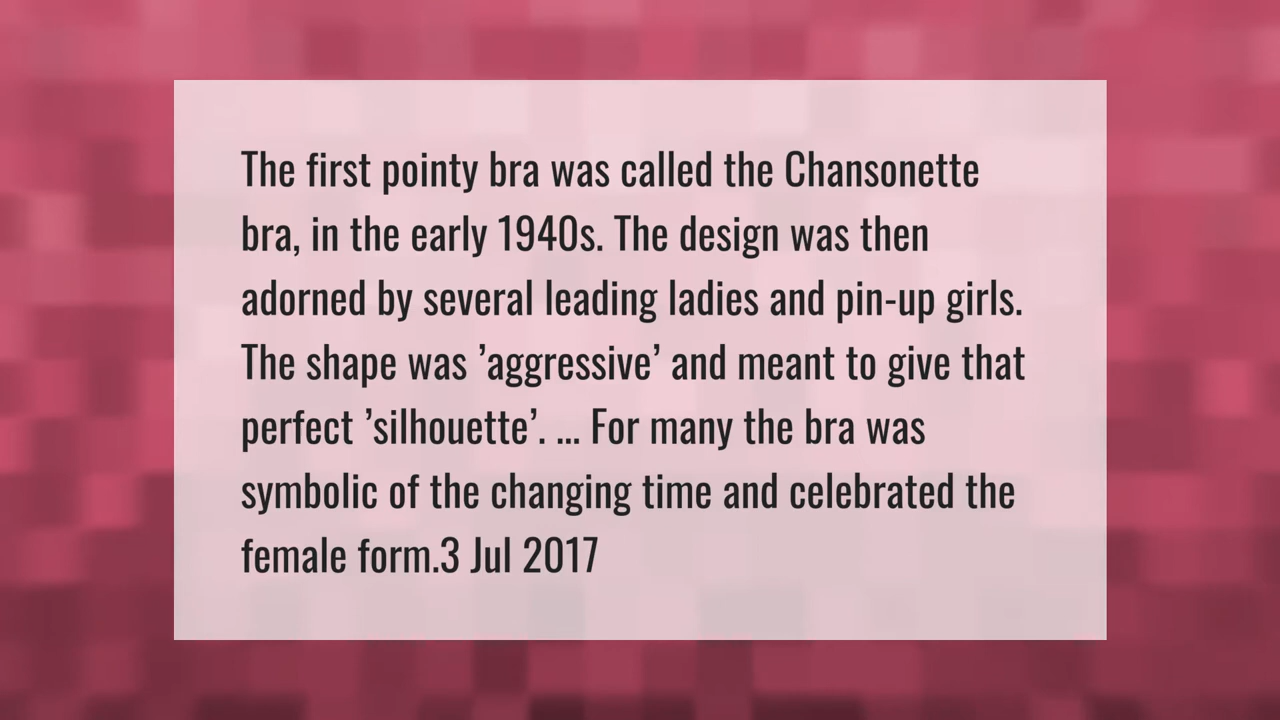 The first pointy bra was called the Chansonette
bra, in the early 1940s. The design was then
adorned by several leading ladies and pin-up girls.
The shape was ’aggressive’ and meant to give that
perfect ’silhouette’. ... For many the bra was
symbolic of the changing time and celebrated the
female form.3 Jul 2017